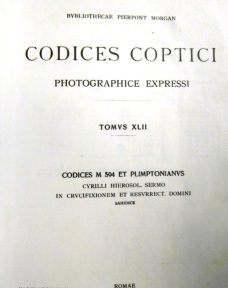 BYBLIOTHECAE PIERPONT MORGAN
CODICES COPTICI
PHOTOGRAPHICE EXPRESSI
TOMVS XLII
CODICES M 594 ET PLIMPTONIANVS
CYRILLI HIEROSOL. SERMO
IN CRVCIFIXIONEM ET RESVRRECT. DOMINI
SAHIDICE
ROMAE